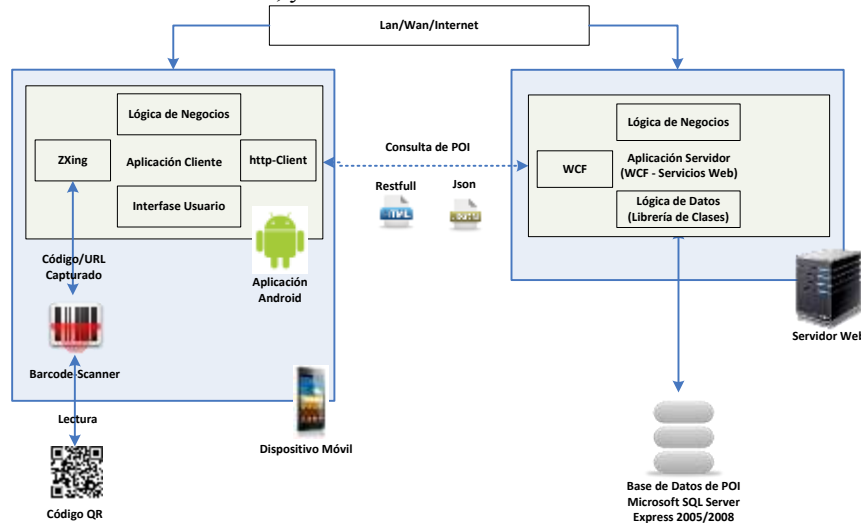 Lan/Wan/Internet
Lógica de Negocios
ZXing
Aplicación Cliente
http-Client
Interfase Usuario
Código/URL
Capturado
Aplicación
Android
Barcode-Scanner
Lectura
Código QR
Dispositivo Móvil
Consulta de POI
Restfull
Json
Lógica de Negocios
WCF
Aplicación Servidor
(WCF - Servicios Web)
Lógica de Datos
(Librería de Clases)
Servidor Web
Base de Datos de POI
Microsoft SQL Server
Express 2005/2008